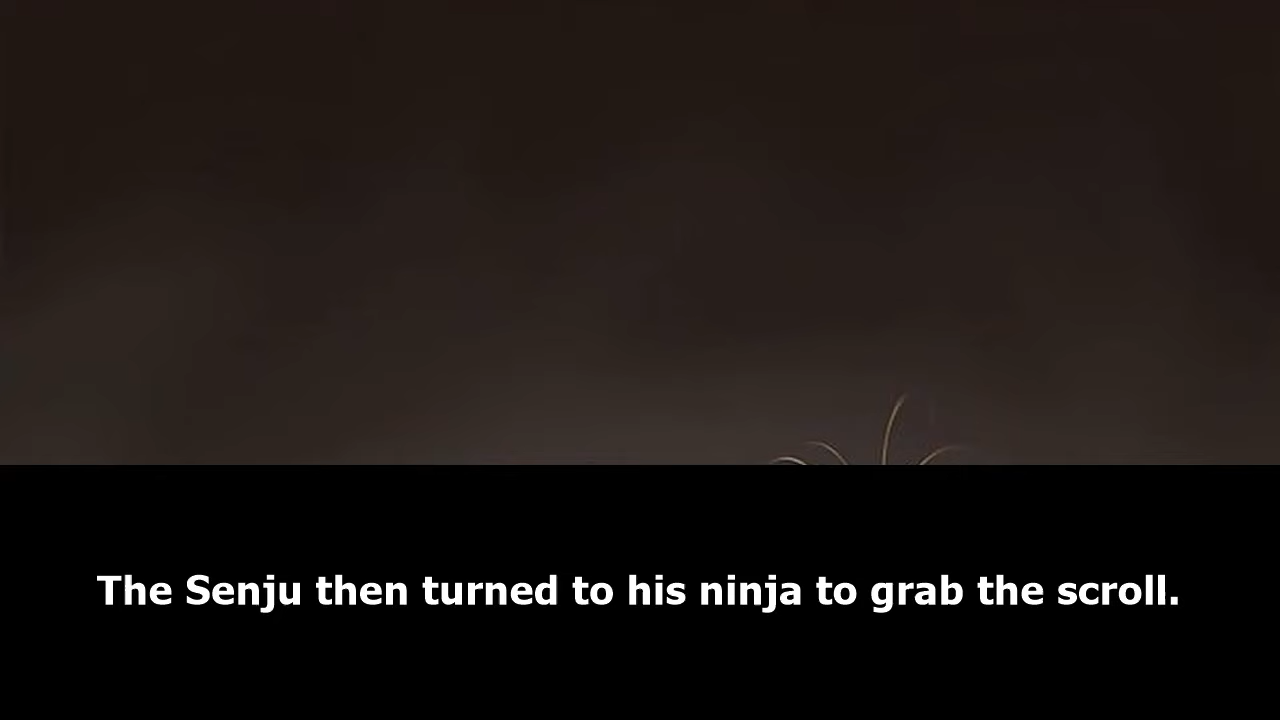 The Senju then turned to his ninja to grab the scroll.